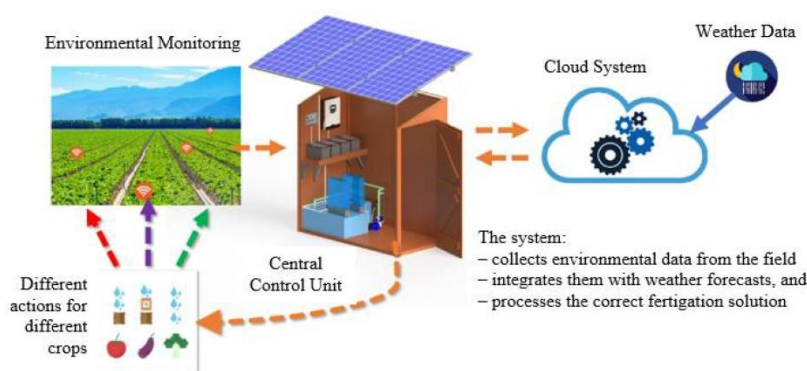 Environmental Monitoring
Weather Data
Cloud System
The system:
– collects environmental data from the field
– integrates them with weather forecasts, and
– processes the correct fertigation solution
Central
Control Unit
Different
actions for
different
crops